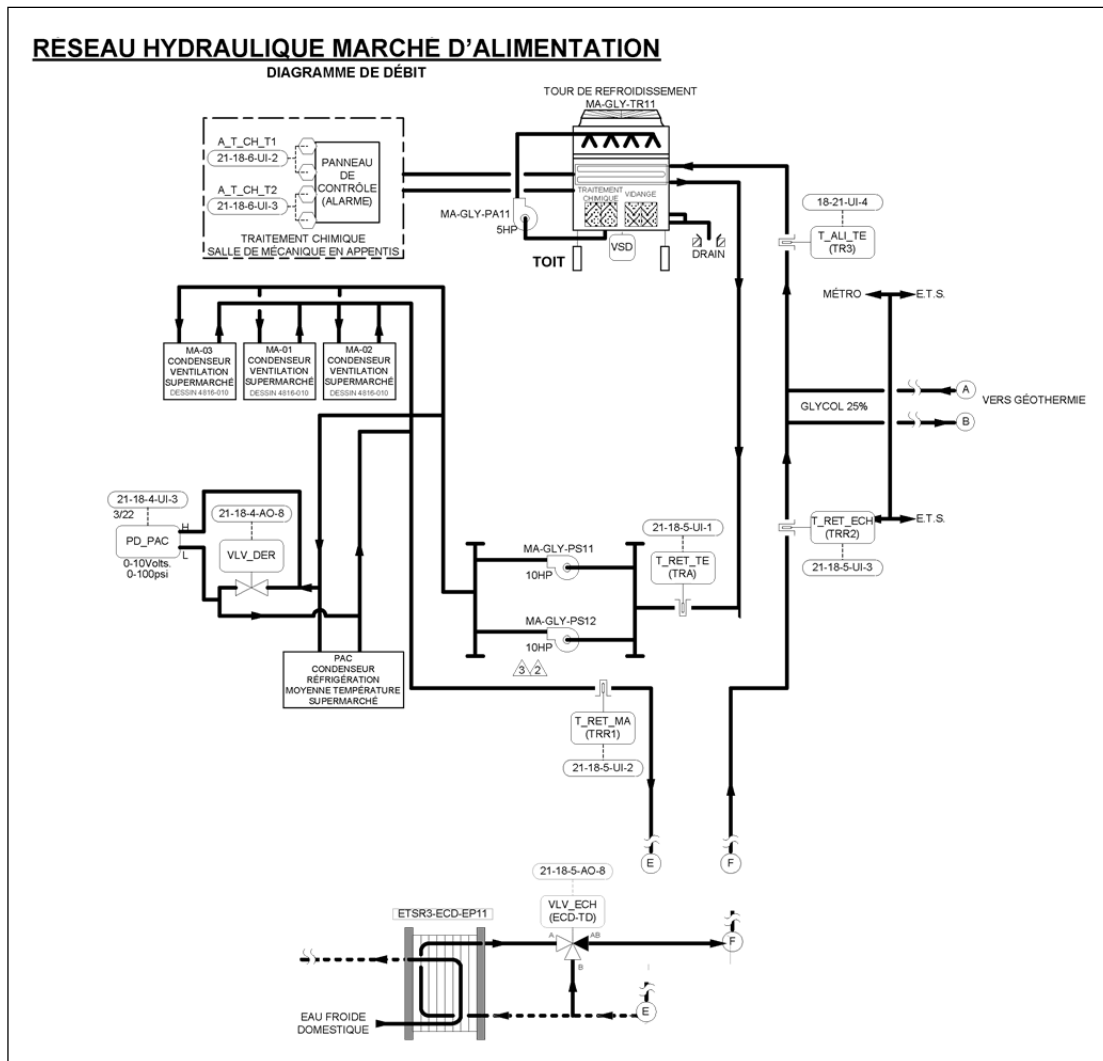 RÉSEAU HYDRAULIQUE MARCHÉ D'ALIMENTATION
DIAGRAMME DE DÉBIT
TOUR DE REFROIDISSEMENT
MA-GLY-TR11
A_T_CH_T1
21-18-6-UI-2
A_T_CH_T2
21-18-6-UI-3
PANNEAU
DE
CONTRÔLE
(ALARME)
TRAITEMENT CHIMIQUE
SALLE DE MÉCANIQUE EN APPENTIS
MA-GLY-PA11
5HP
TRAITEMENT
CHIMIQUE
VIDANGE
VSD
TOIT
DRAIN
18-21-UI-4
T_ALI_TE
(TR3)
MÉTRO
E.T.S.
MA-03
CONDENSEUR
VENTILATION
SUPERMARCHÉ
DESSIN 4816-010
MA-01
CONDENSEUR
VENTILATION
SUPERMARCHÉ
DESSIN 4816-010
MA-02
CONDENSEUR
VENTILATION
SUPERMARCHÉ
DESSIN 4816-010
A
GLYCOL 25%
VERS GÉOTHERMIE
B
21-18-4-UI-3
3/22
H
PD_PAC
L
0-10Volts.
0-100psi
21-18-4-AO-8
VLV_DER
MA-GLY-PS11
10HP
MA-GLY-PS12
10HP
3 2
21-18-5-UI-1
T_RET_TE
(TRA)
T_RET_ECH
(TRR2)
E.T.S.
21-18-5-UI-3
PAC
CONDENSEUR
RÉFRIGÉRATION
MOYENNE TEMPÉRATURE
SUPERMARCHÉ
T_RET_MA
(TRR1)
21-18-5-UI-2
E
F
21-18-5-AO-8
VLV_ECH
(ECD-TD)
ETSR3-ECD-EP11
A
AB
B
F
E
EAU FROIDE
DOMESTIQUE